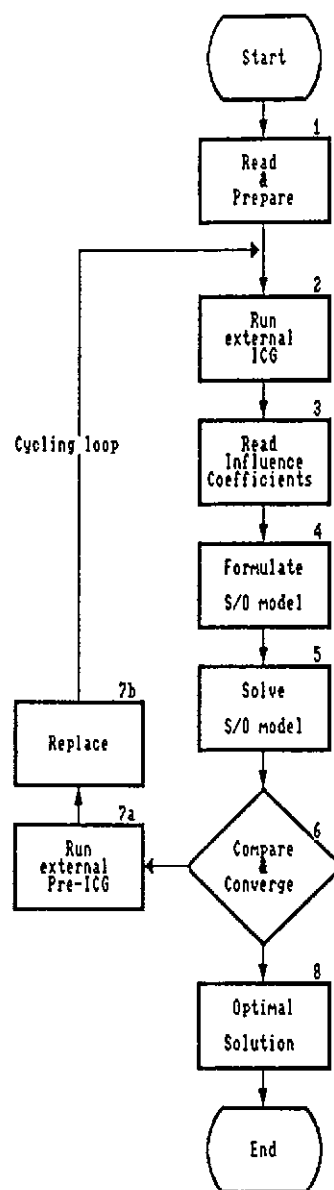 Start
1
Read
&
Prepare
2
Run
external
ICG
3
Read
Influence
Coefficients
Cycling loop
4
Formulate
S/O model
5
Solve
S/O model
7b
Replace
7a
Run
external
Pre-ICG
6
Compare
&
Converge
8
Optimal
Solution
End